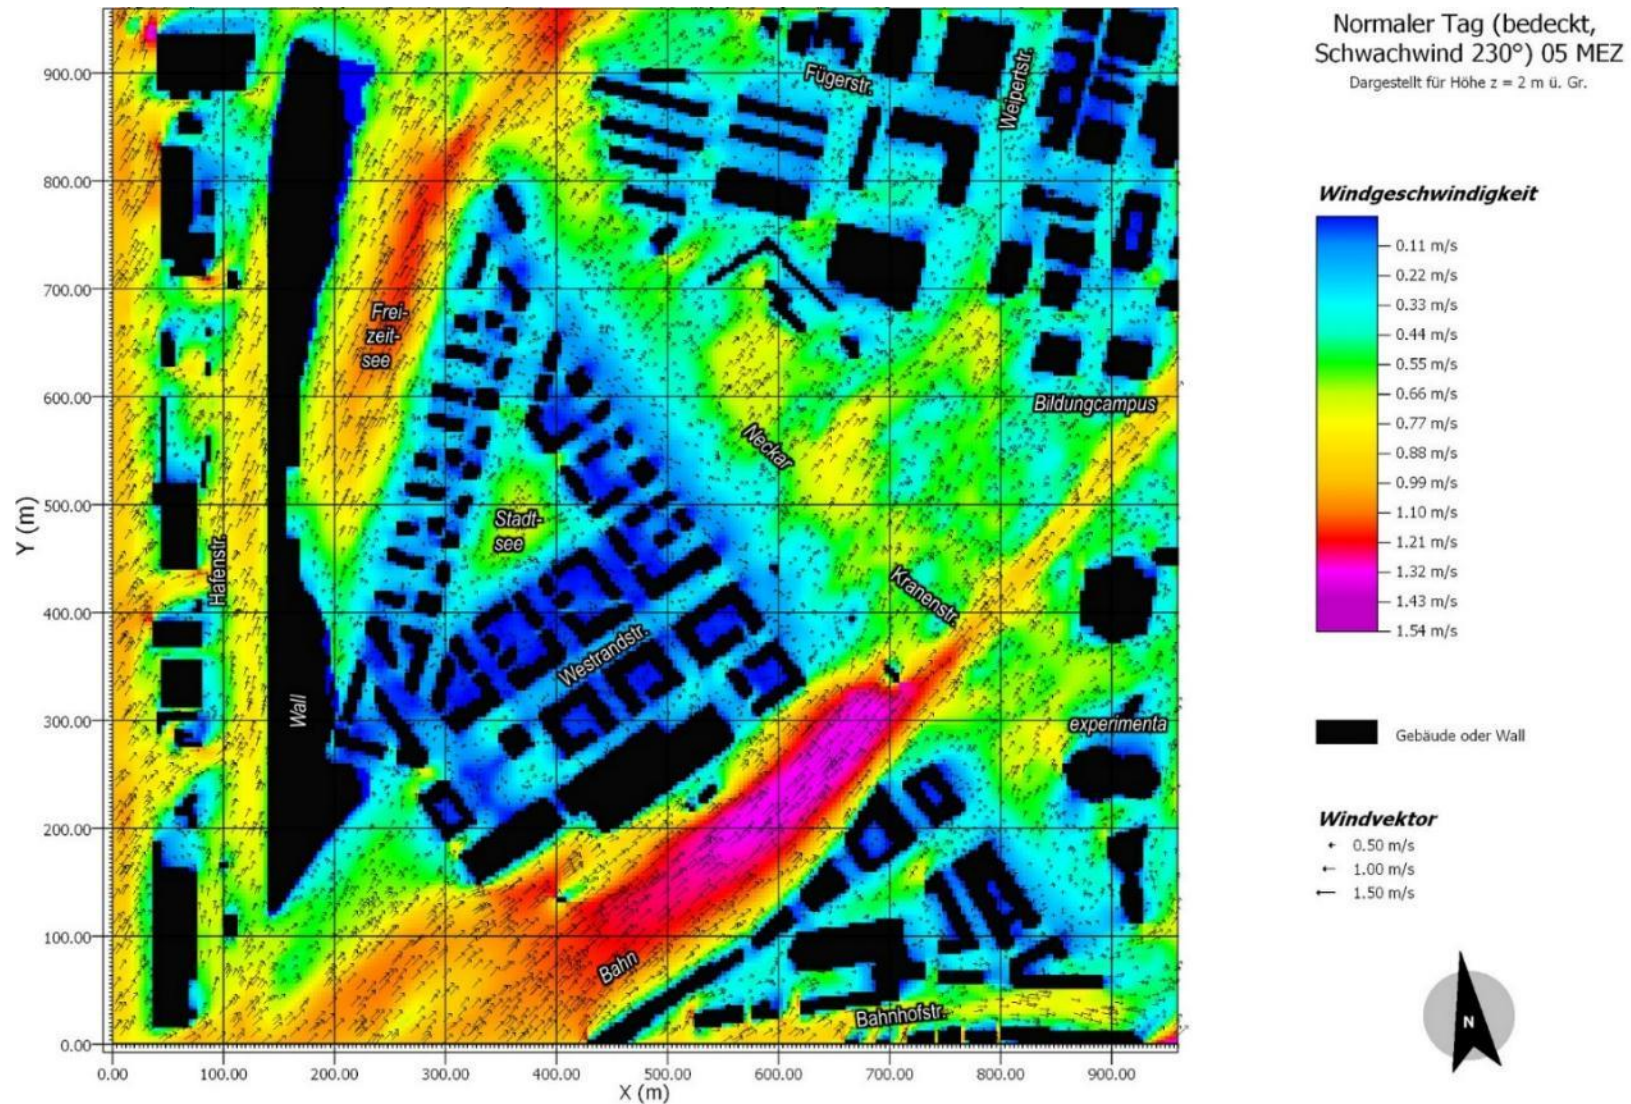 Normaler Tag (bedeckt,
Schwachwind 230°) 05 MEZ
Dargestellt für Höhe z = 2 m ü. Gr.
Windgeschwindigkeit
0.11 m/s
0.22 m/s
0.33 m/s
0.44 m/s
0.55 m/s
0.66 m/s
0.77 m/s
0.88 m/s
0.99 m/s
1.10 m/s
1.21 m/s
1.32 m/s
1.43 m/s
1.54 m/s
Gebäude oder Wall
Windvektor
0.50 m/s
1.00 m/s
1.50 m/s
N
Y (m)
900.00
800.00
700.00
600.00
500.00
400.00
300.00
200.00
100.00
0.00
0.00
100.00
200.00
300.00
400.00
500.00
600.00
700.00
800.00
900.00
X (m)
Fügerstr.
Weipertstr.
Frei-
zeit-
see
Bildungcampus
Neckar
Stadt-
see
Hafenstr.
Kranenstr.
Westrandstr.
Wall
experimenta
Bahn
Bahnhofstr.